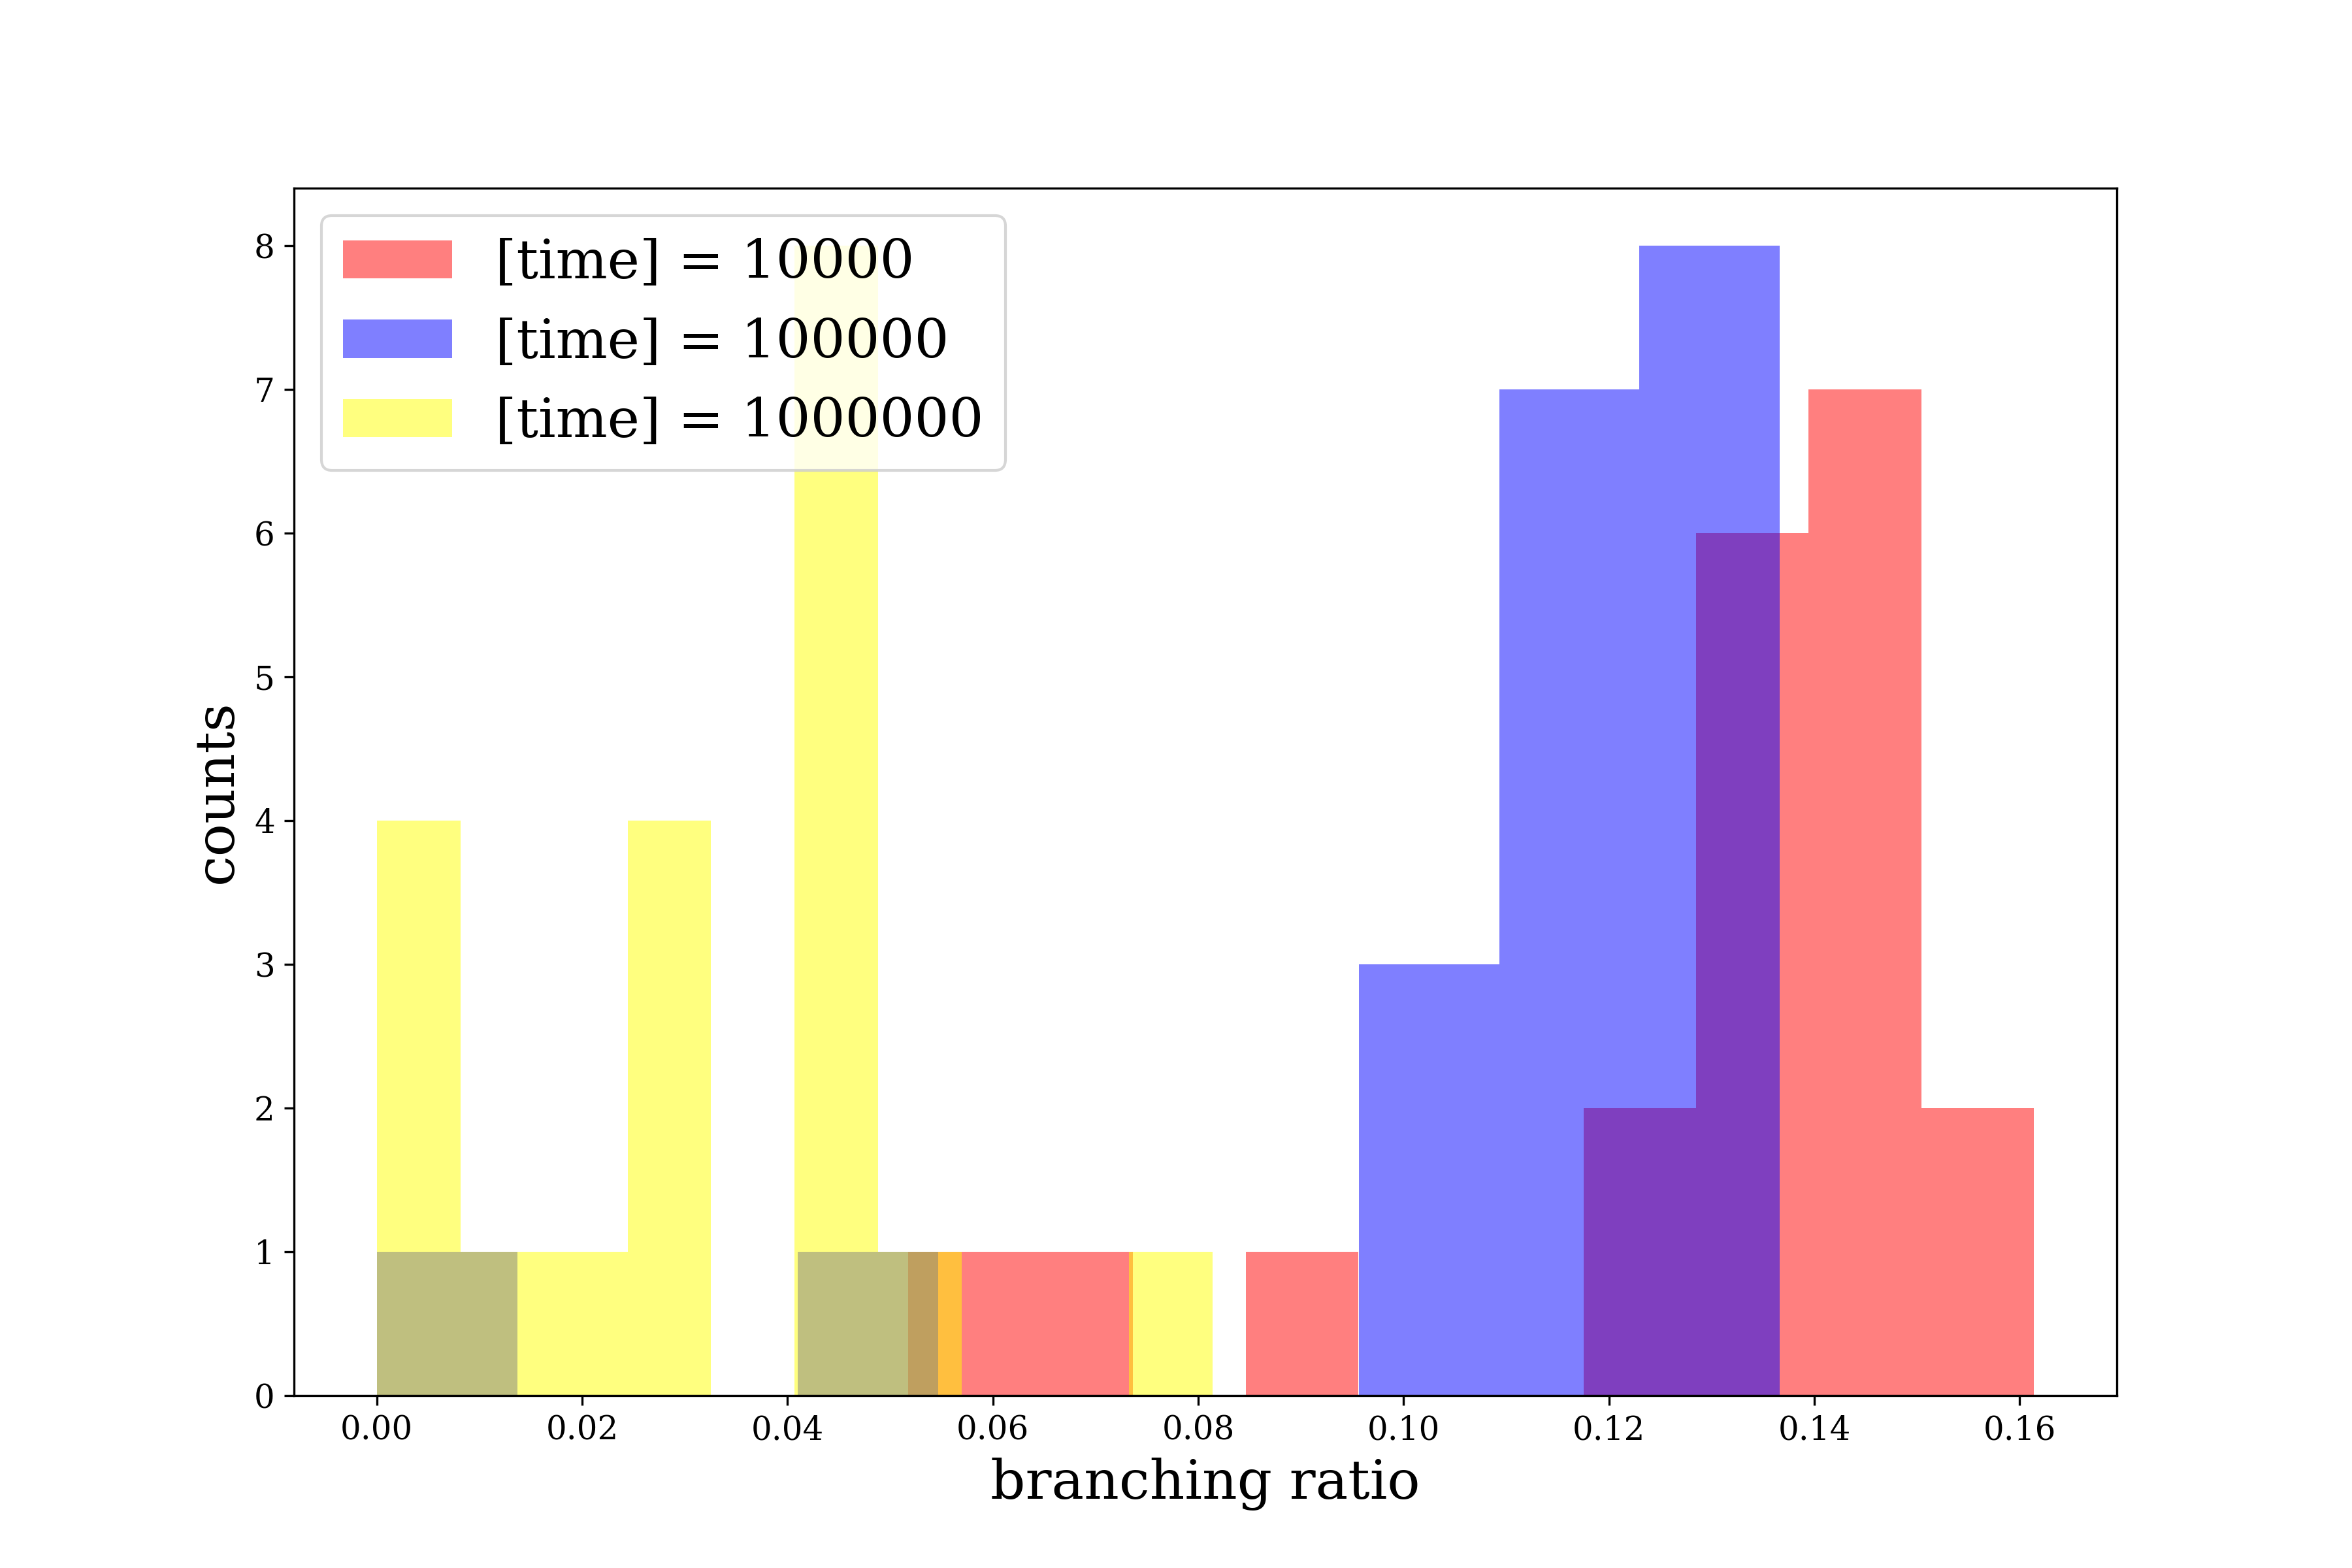 [time] = 10000
[time] = 100000
[time] = 1000000
8
7
6
5
4
3
2
1
0
counts
0.00 0.02 0.04 0.06 0.08 0.10 0.12 0.14 0.16
branching ratio